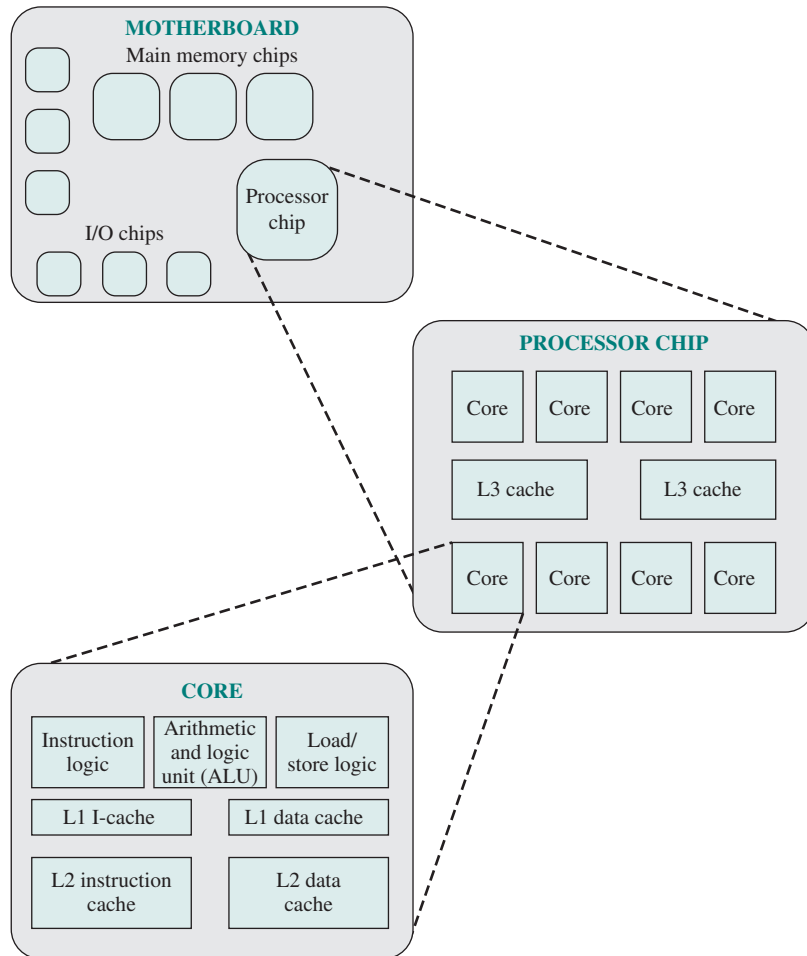 MOTHERBOARD
Main memory chips
Processor
chip
I/O chips
PROCESSOR CHIP
Core
Core
Core
Core
L3 cache
L3 cache
Core
Core
Core
Core
CORE
Instruction
logic
Arithmetic
and logic
unit (ALU)
Load/
store logic
L1 I-cache
L1 data cache
L2 instruction
cache
L2 data
cache